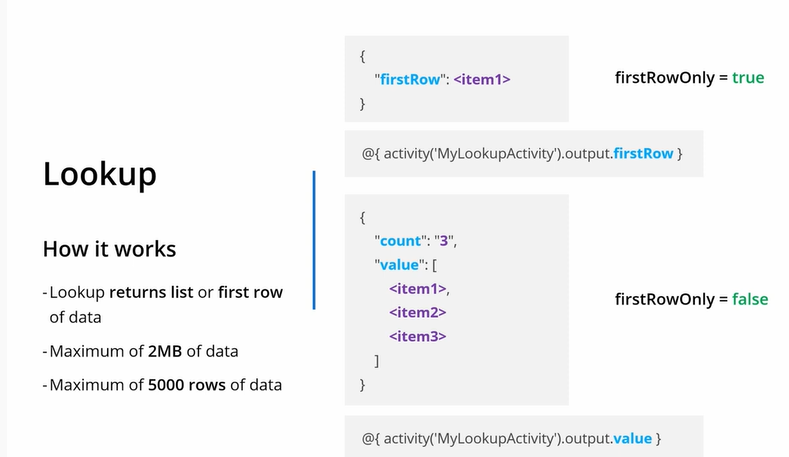 Lookup
How it works
-Lookup returns list or first row
of data
-Maximum of 2MB of data
-Maximum of 5000 rows of data
{
"firstRow": <item1>
}
firstRowOnly = true
@{ activity('MyLookupActivity').output.firstRow }
{
"count": "3",
"value": [
<item1>,
<item2>
<item3>
]
}
firstRowOnly = false
@{ activity('MyLookupActivity').output.value }